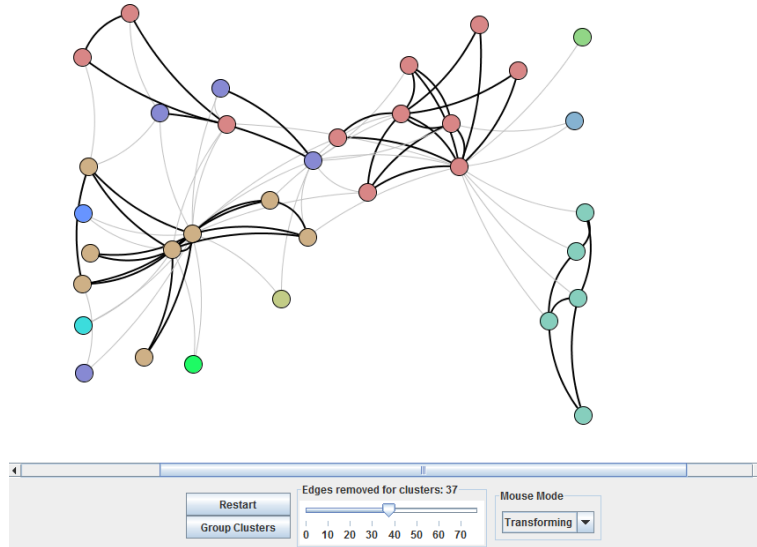 Restart
Group Clusters
Edges removed for clusters: 37
0 10 20 30 40 50 60 70
Mouse Mode
Transforming